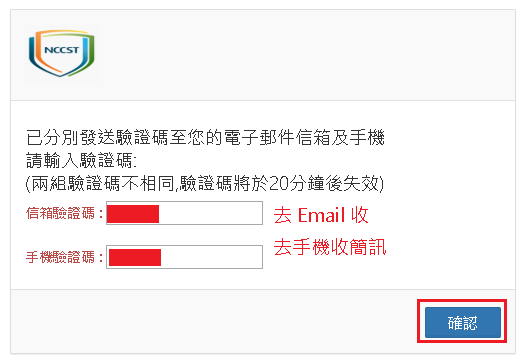 NCCST
已分別發送驗證碼至您的電子郵件信箱及手機
請輸入驗證碼:
(兩組驗證碼不相同,驗證碼將於20分鐘後失效)
信箱驗證碼 : 去 Email 收
手機驗證碼 : 去手機收簡訊
確認